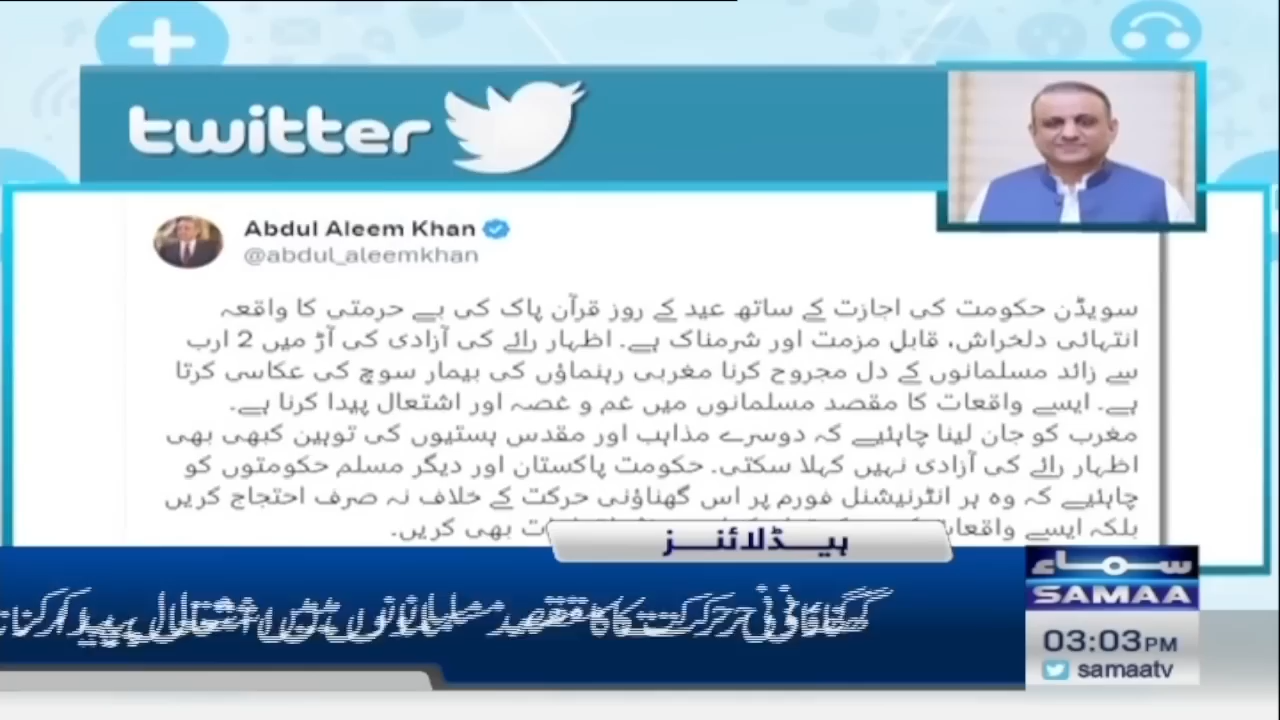 twitter
Abdul Aleem Khan
@abdul_aleemkhan
سویڈن حکومت کی اجازت کے ساتھ عید کے روز قرآن پاک کی بے حرمتی کا واقعہ
انتہائی دلخراش، قابلِ مزمت اور شرمناک ہے۔ اظہار رائے کی آزادی کی آڑ میں 2 ارب
سے زائد مسلمانوں کے دل مجروح کرنا مغربی رہنماؤں کی بیمار سوچ کی عکاسی کرتا
ہے۔ ایسے واقعات کا مقصد مسلمانوں میں غم و غصہ اور اشتعال پیدا کرنا ہے۔
مغرب کو جان لینا چاہئیے کہ دوسرے مذاہب اور مقدس ہستیوں کی توہین کبھی بھی
اظہار رائے کی آزادی نہیں کہلا سکتی۔ حکومت پاکستان اور دیگر مسلم حکومتوں کو
چاہئیے کہ وہ ہر انٹرنیشنل فورم پر اس گھناؤنی حرکت کے خلاف نہ صرف احتجاج کریں
بلکہ ایسے واقعات بھی کریں۔
ہیڈلائنز
گھناؤنی حرکت کا مقصد مسلمانوں میں اشتعال پیدا کرنا
سماء
SAMAA
03:03 PM
samaatv